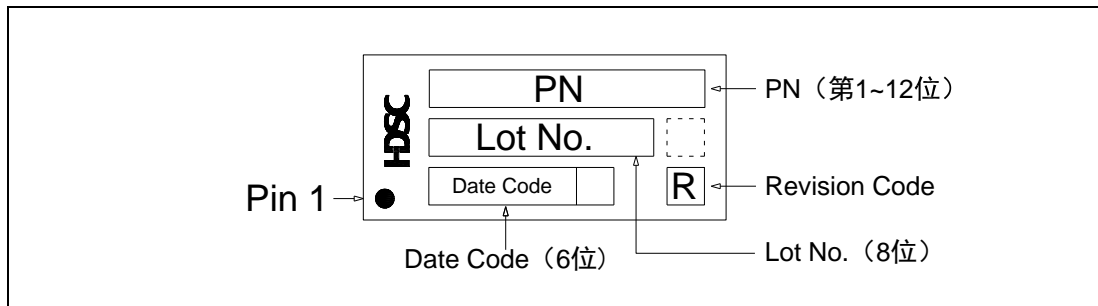 HDSC
PN
PN（第1~12位）
Lot No.
Date Code
R
Revision Code
Pin 1
Date Code（6位）
Lot No.（8位）